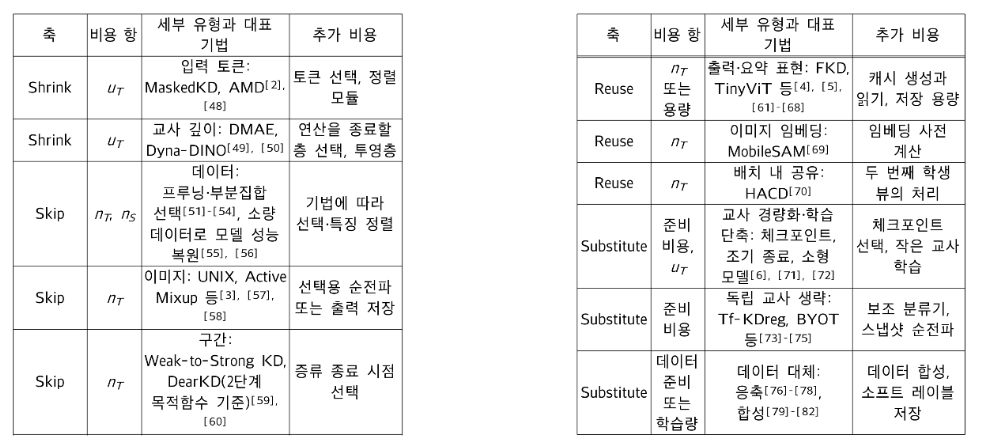 축 비용 항 세부 유형과 대표 기법 추가 비용
Shrink u_T 입력 토큰: MaskedKD, AMD[2], [48] 토큰 선택, 정렬 모듈
Shrink u_T 교사 깊이: DMAE, Dyna-DINO[49], [50] 연산을 종료할 층 선택, 투영층
Skip n_T, n_S 데이터: 프루닝·부분집합 선택[51]-[54], 소량 데이터로 모델 성능 복원[55], [56] 기법에 따라 선택·특징 정렬
Skip n_T 이미지: UNIX, Active Mixup 등[3], [57], [58] 선택용 순전파 또는 출력 저장
Skip n_T 구간: Weak-to-Strong KD, DearKD(2단계 목적함수 기준)[59], [60] 증류 종료 시점 선택
축 비용 항 세부 유형과 대표 기법 추가 비용
Reuse n_T 또는 용량 출력·요약 표현: FKD, TinyViT 등[4], [5], [61]-[68] 캐시 생성과 읽기, 저장 용량
Reuse n_T 이미지 임베딩: MobileSAM[69] 임베딩 사전 계산
Reuse n_T 배치 내 공유: HACD[70] 두 번째 학생 뷰의 처리
Substitute 준비 비용, u_T 교사 경량화·학습 단축: 체크포인트, 조기 종료, 소형 모델[6], [71], [72] 체크포인트 선택, 작은 교사 학습
Substitute 준비 비용 독립 교사 생략: Tf-KDreg, BYOT 등[73]-[75] 보조 분류기, 스냅샷 순전파
Substitute 데이터 준비 또는 학습량 데이터 대체: 응축[76]-[78], 합성[79]-[82] 데이터 합성, 소프트 레이블 저장